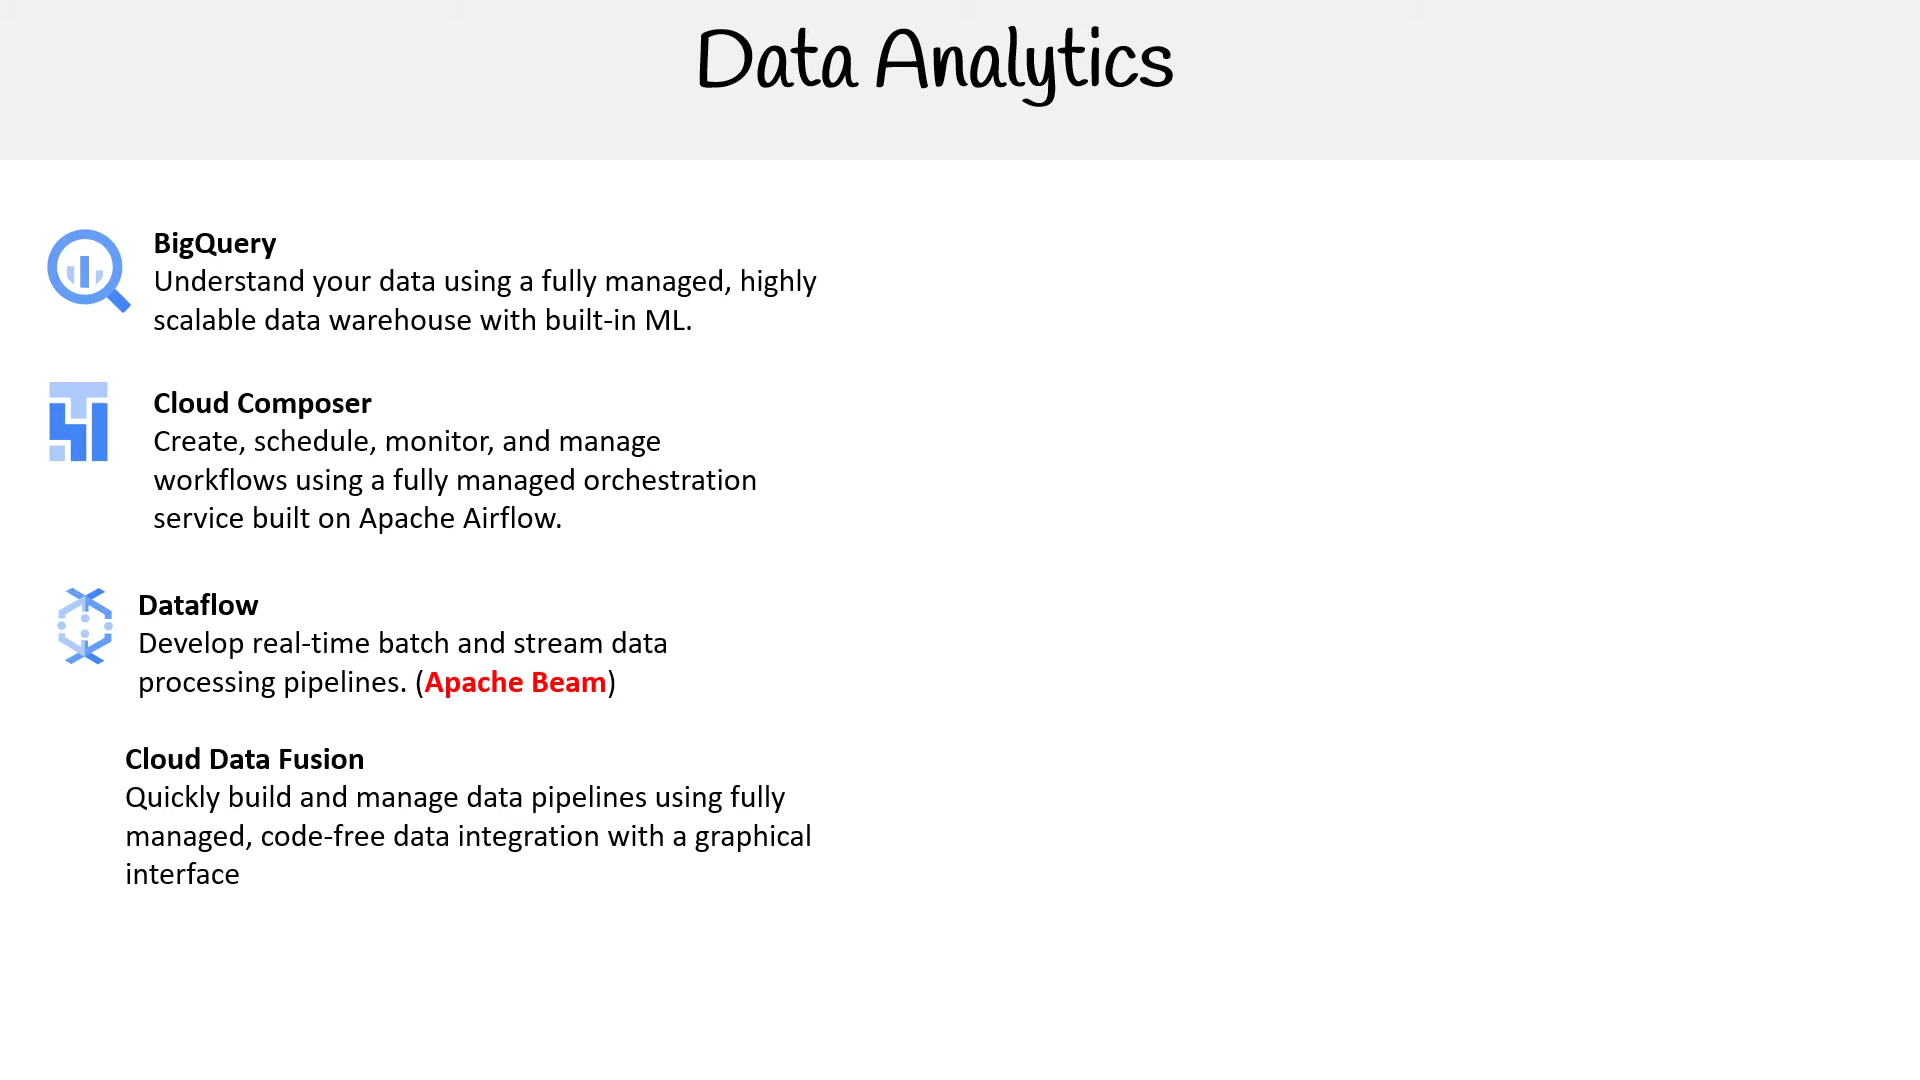 Data Analytics
BigQuery
Understand your data using a fully managed, highly
scalable data warehouse with built-in ML.
Cloud Composer
Create, schedule, monitor, and manage
workflows using a fully managed orchestration
service built on Apache Airflow.
Dataflow
Develop real-time batch and stream data
processing pipelines. (Apache Beam)
Cloud Data Fusion
Quickly build and manage data pipelines using fully
managed, code-free data integration with a graphical
interface